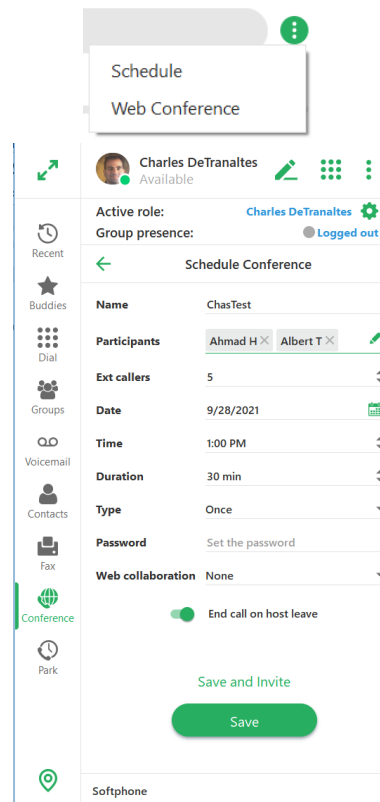 Schedule
Web Conference
Charles DeTranaltes
Available
Active role: Charles DeTranaltes
Group presence: Logged out
Recent
Buddies
Dial
Groups
Voicemail
Contacts
Fax
Conference
Park
Schedule Conference
Name ChasTest
Participants Ahmad H Albert T
Ext callers 5
Date 9/28/2021
Time 1:00 PM
Duration 30 min
Type Once
Password Set the password
Web collaboration None
End call on host leave
Save and Invite
Save
Softphone